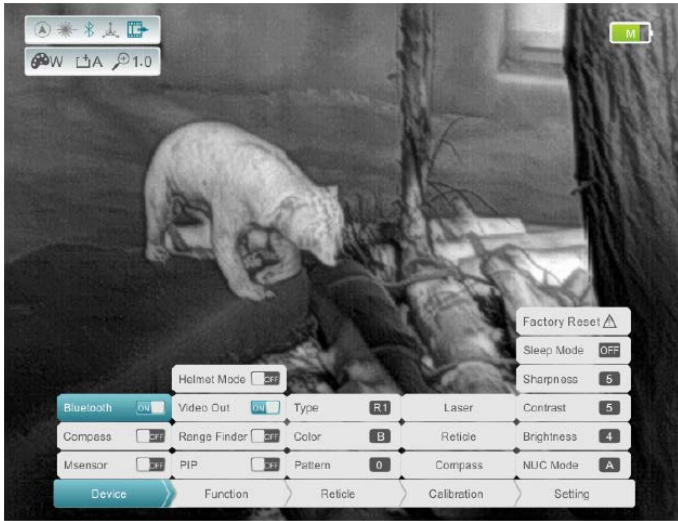 M
W A 1.0
Factory Reset
Sleep Mode OFF
Helmet Mode OFF Sharpness 5
Bluetooth ON Video Out ON Type R1 Laser Contrast 5
Compass OFF Range Finder OFF Color B Reticle Brightness 4
Msensor OFF PIP OFF Pattern 0 Compass NUC Mode A
Device Function Reticle Calibration Setting